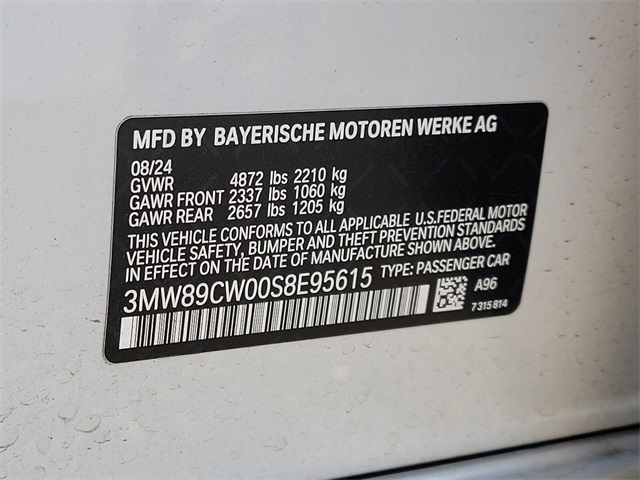 MFD BY BAYERISCHE MOTOREN WERKE AG
08/24
GVWR 4872 lbs 2210 kg
GAWR FRONT 2337 lbs 1060 kg
GAWR REAR 2657 lbs 1205 kg
THIS VEHICLE CONFORMS TO ALL APPLICABLE U.S.FEDERAL MOTOR
VEHICLE SAFETY, BUMPER AND THEFT PREVENTION STANDARDS
IN EFFECT ON THE DATE OF MANUFACTURE SHOWN ABOVE.
3MW89CW00S8E95615 TYPE: PASSENGER CAR
A96
7315814